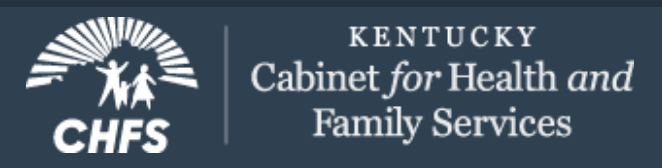 CHFS
KENTUCKY
Cabinet for Health and
Family Services